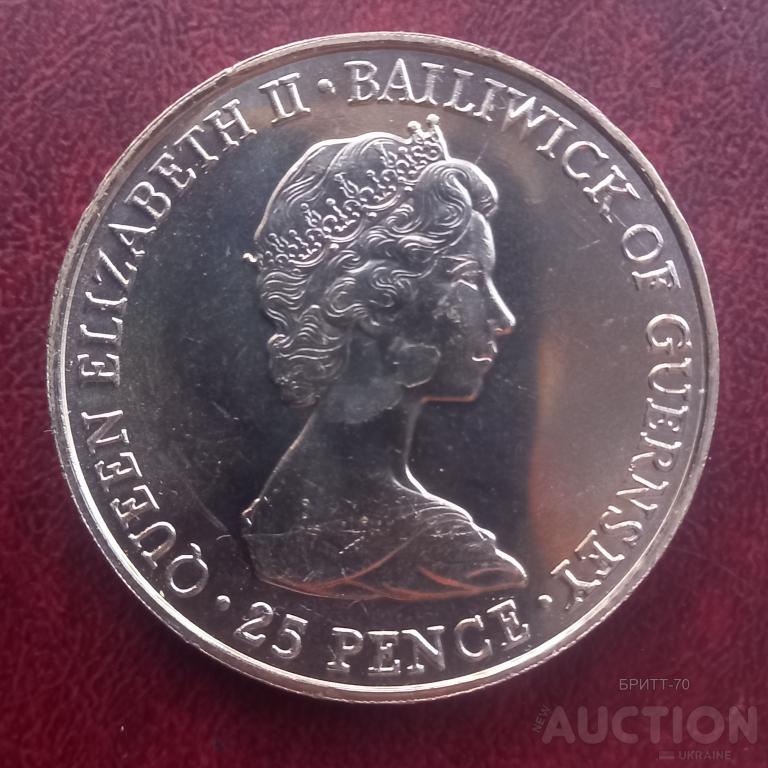 QUEEN ELIZABETH II · BAILIWICK OF GUERNSEY ·
25 PENCE ·
БРИТТ-70
NEW
AUCTION
UKRAINE